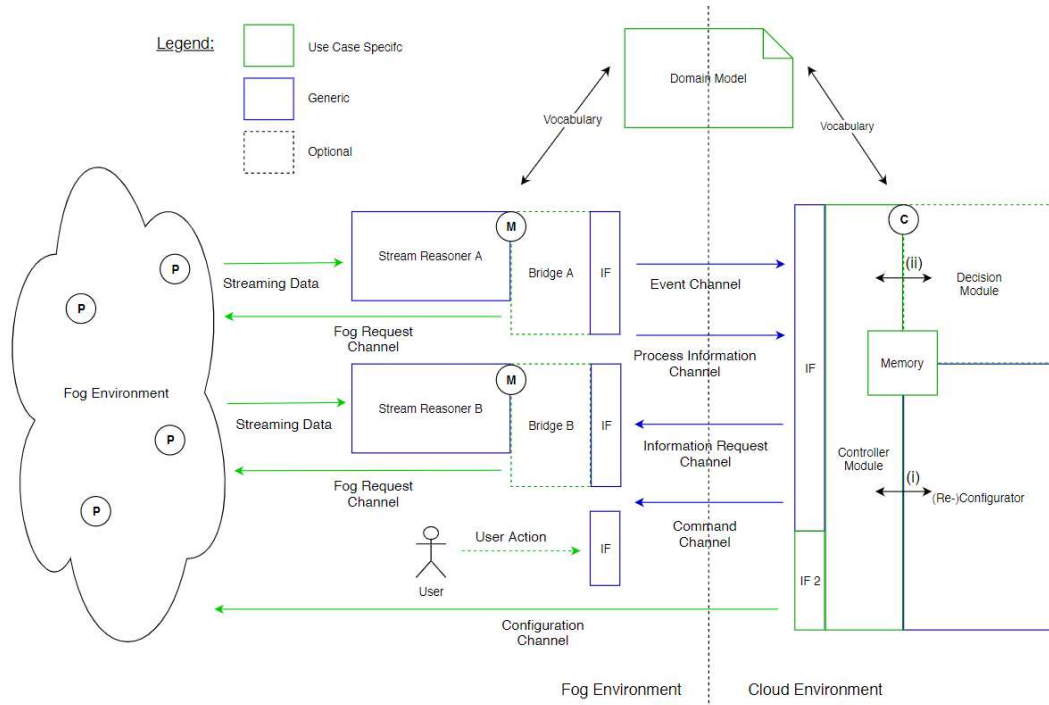 Legend:
Use Case Specifc
Generic
Optional
Domain Model
Vocabulary
Vocabulary
P
P
P
P
Fog Environment
Streaming Data
Fog Request
Channel
Streaming Data
Fog Request
Channel
Stream Reasoner A
M
Bridge A
IF
Stream Reasoner B
M
Bridge B
IF
User Action
User
IF
Event Channel
Process Information
Channel
Information Request
Channel
Command
Channel
Configuration
Channel
IF
IF 2
C
(ii)
Decision
Module
Memory
Controller
Module
(i)
(Re-)Configurator
Fog Environment
Cloud Environment